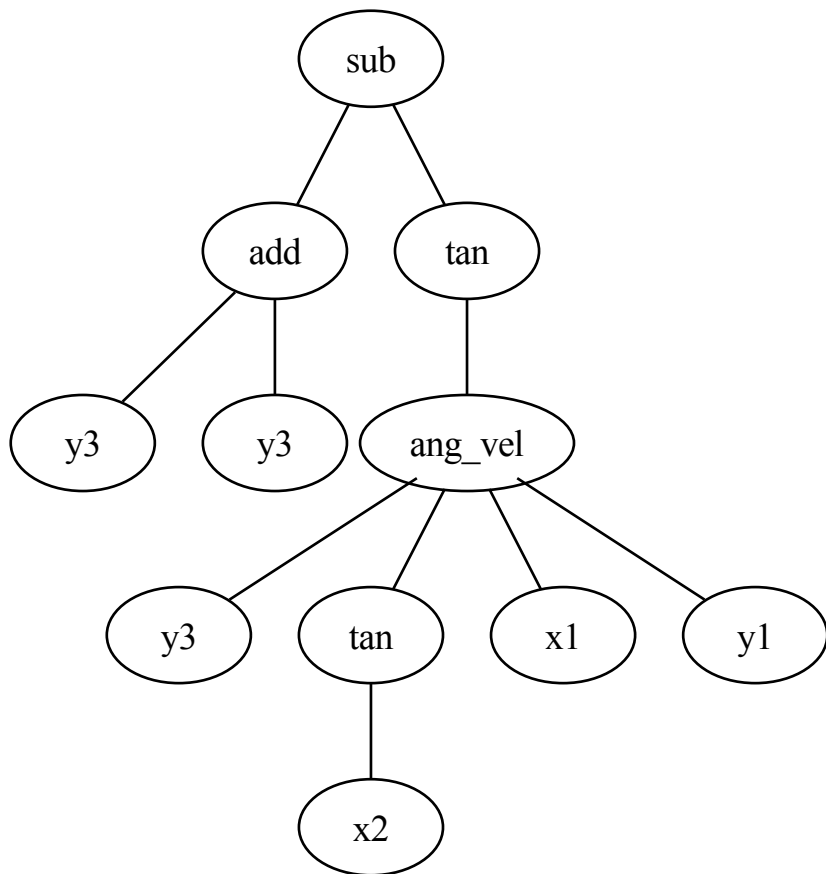 sub
add tan
y3 y3 ang_vel
y3 tan x1 y1
x2